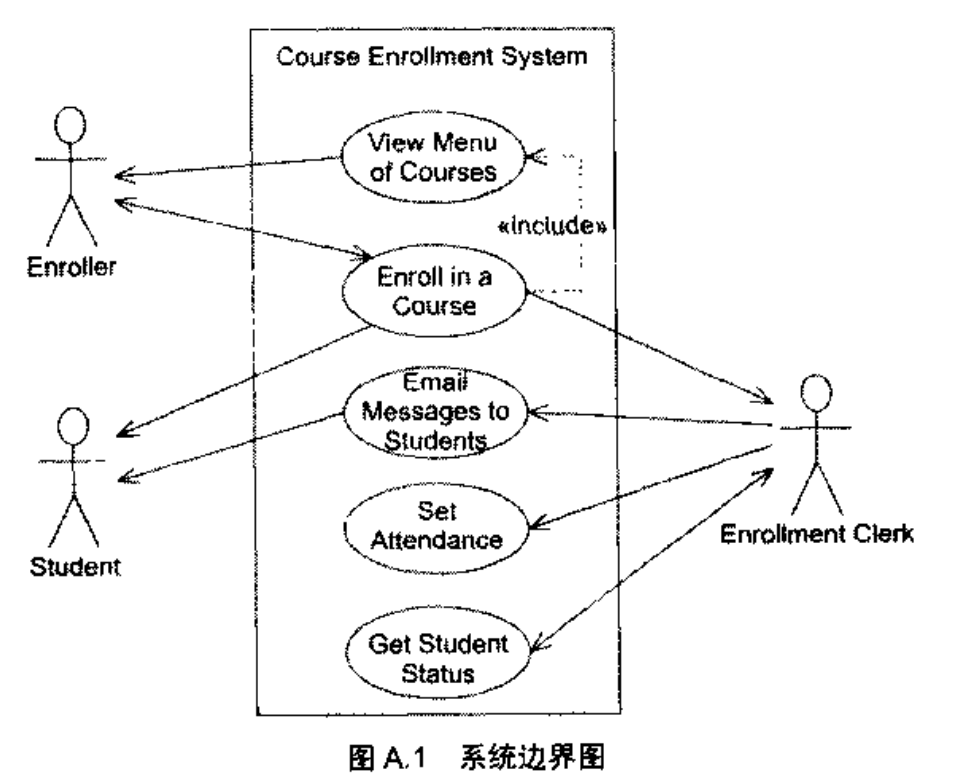 Course Enrollment System
View Menu
of Courses
«include»
Enroller
Enroll in a
Course
Email
Messages to
Students
Set
Attendance
Enrollment Clerk
Student
Get Student
Status
图 A.1 系统边界图